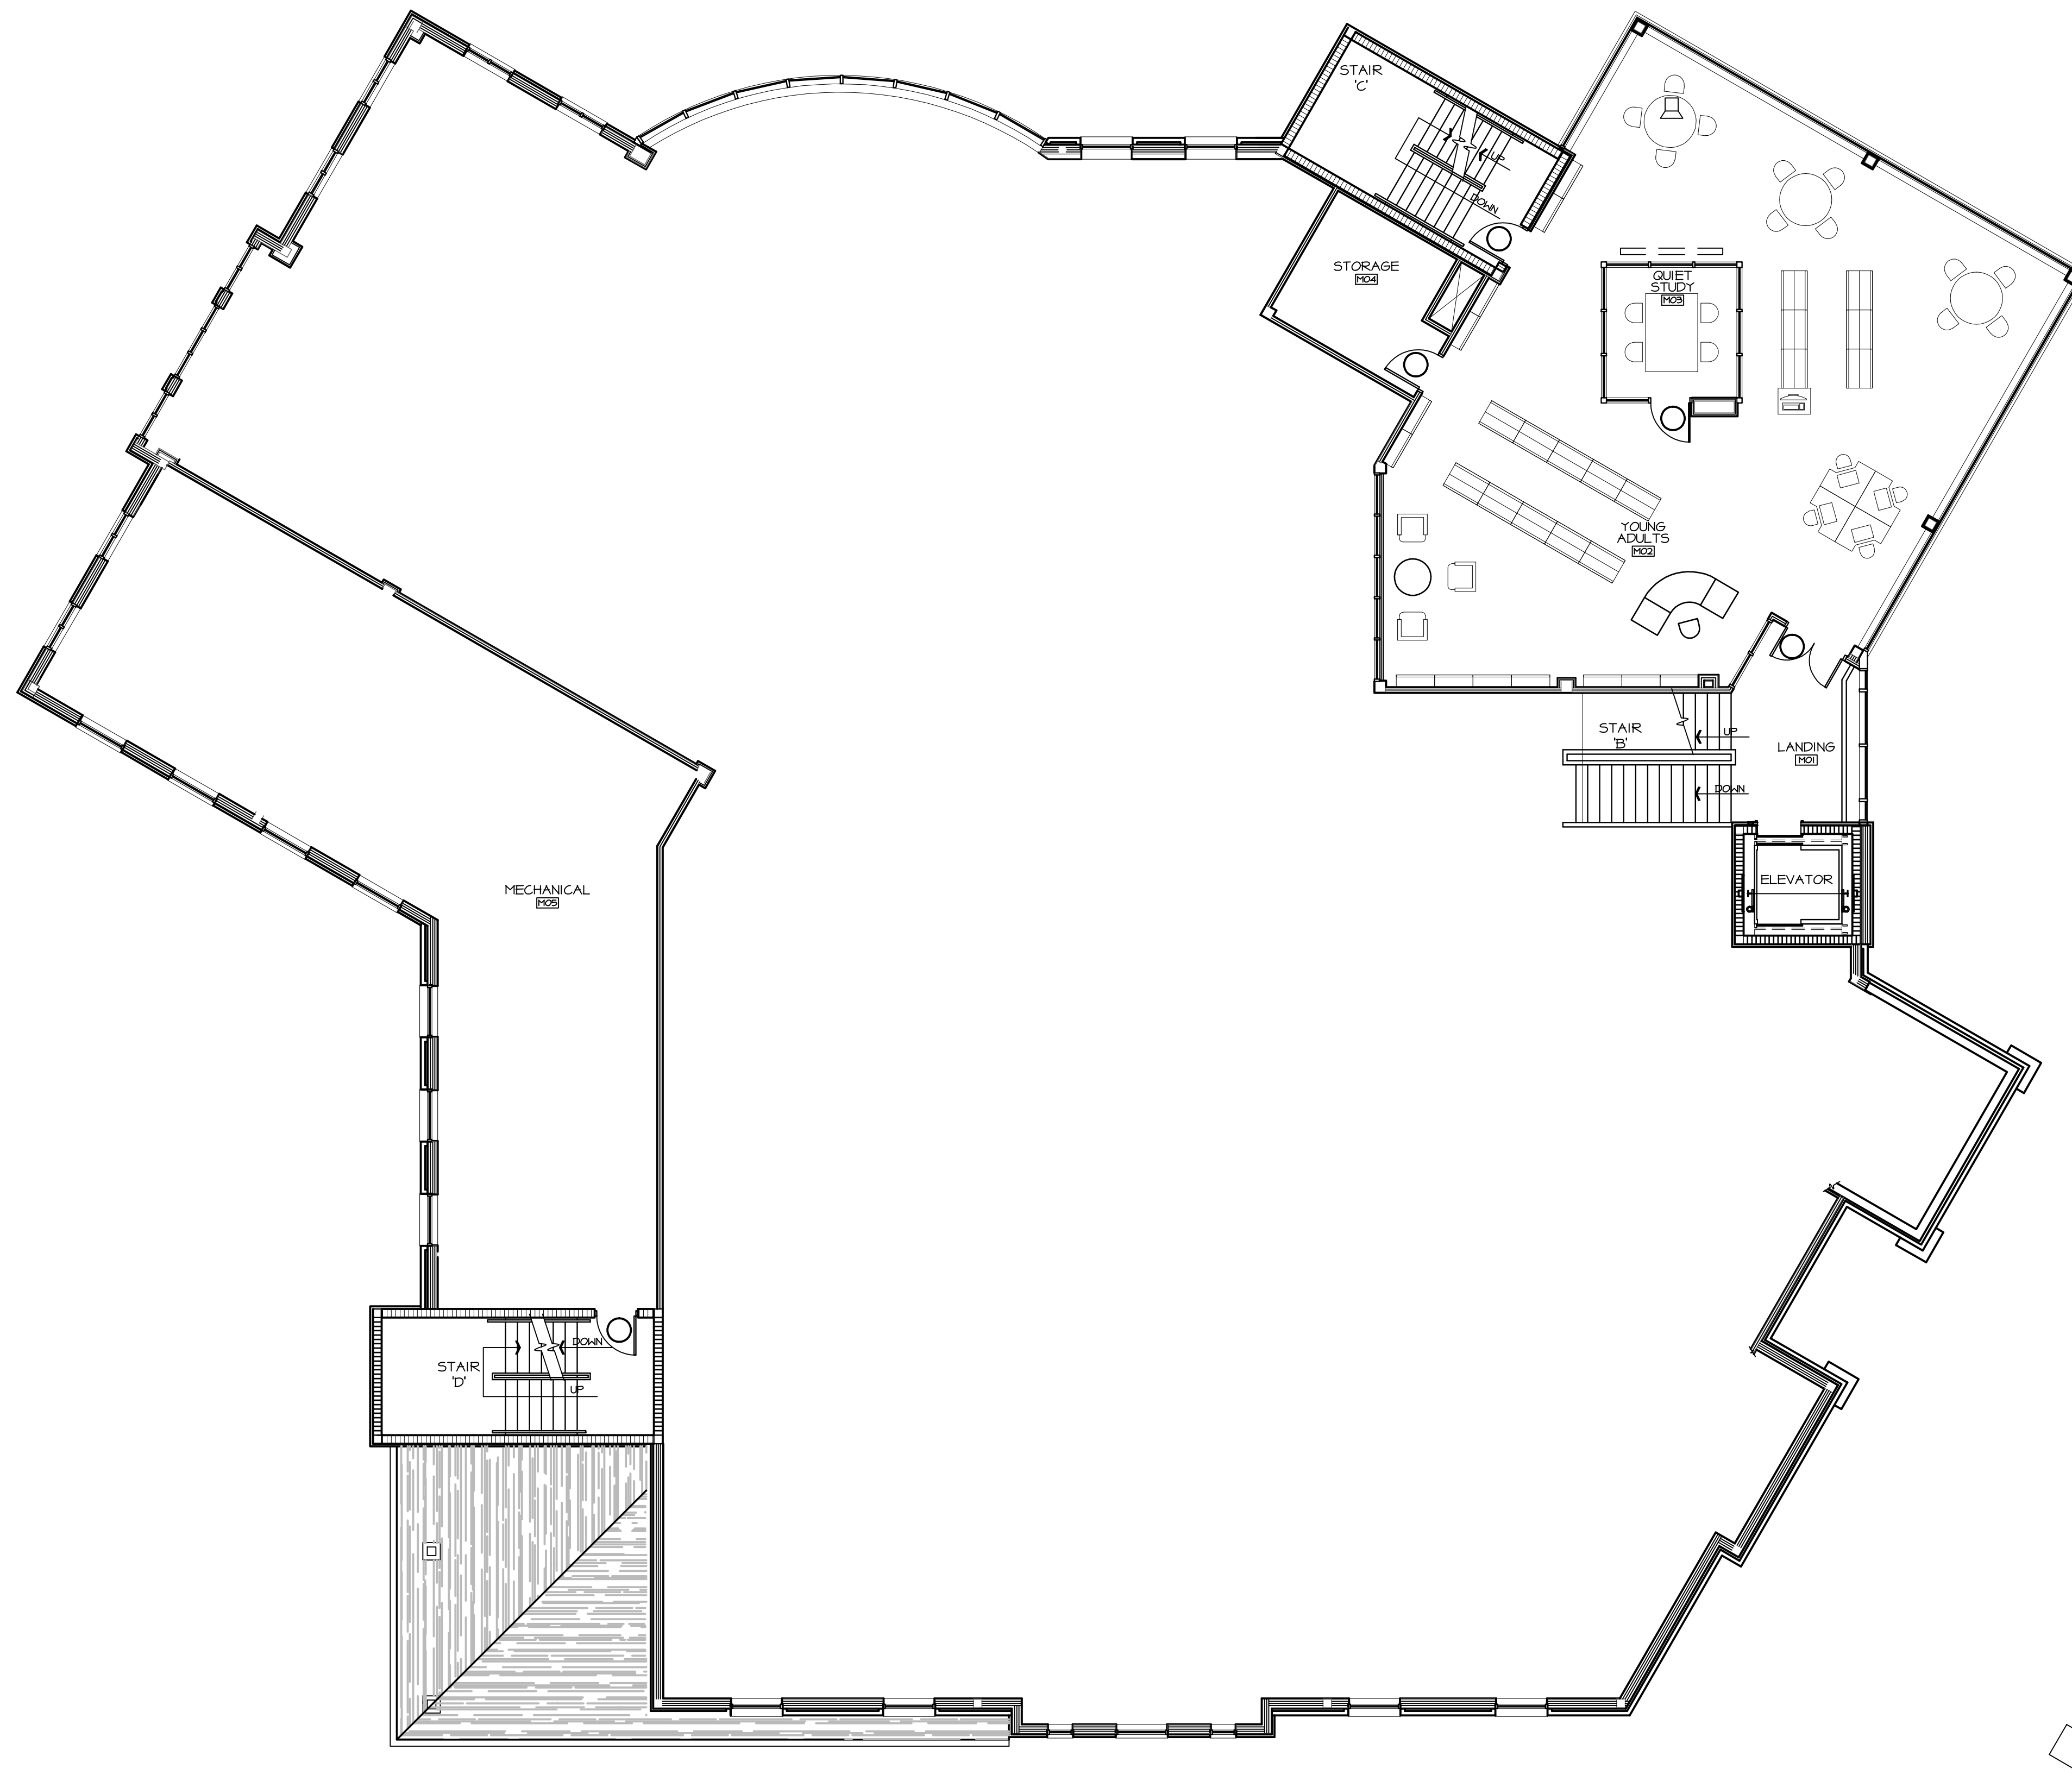 STAIR
'C'
UP
DOWN
STORAGE
M04
QUIET
STUDY
M03
YOUNG
ADULTS
M02
STAIR
'B'
UP
LANDING
M01
DOWN
ELEVATOR
MECHANICAL
M05
DOWN
STAIR
'D'
UP